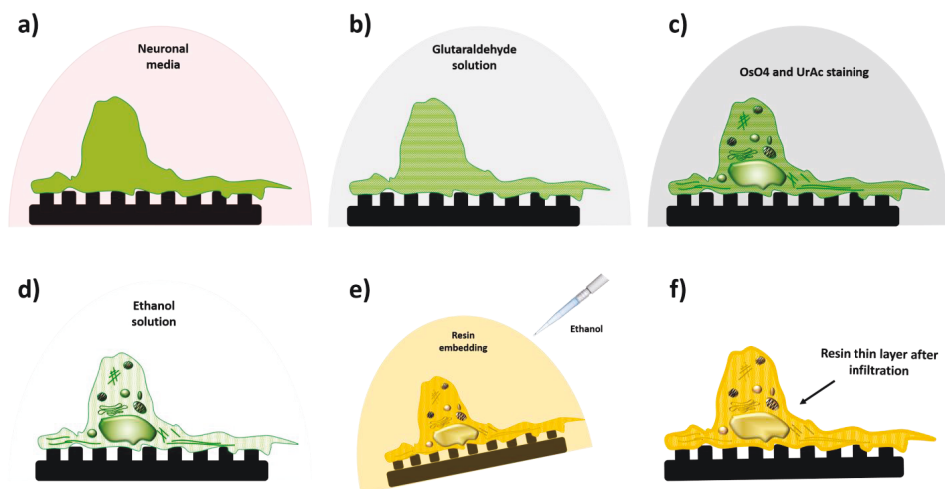 a)
Neuronal
media
b)
Glutaraldehyde
solution
c)
OsO4 and UrAc staining
d)
Ethanol
solution
e)
Resin
embedding
Ethanol
f)
Resin thin layer after
infiltration